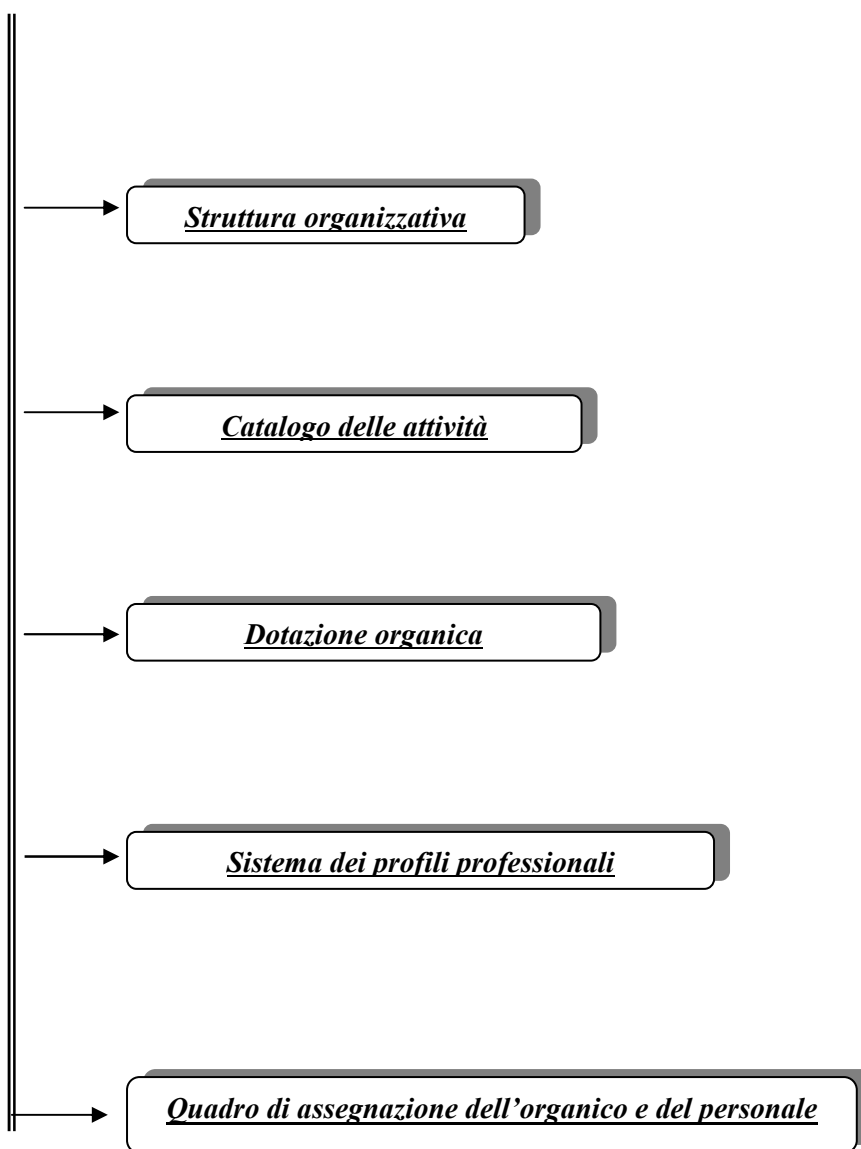 Struttura organizzativa
Catalogo delle attività
Dotazione organica
Sistema dei profili professionali
Quadro di assegnazione dell’organico e del personale